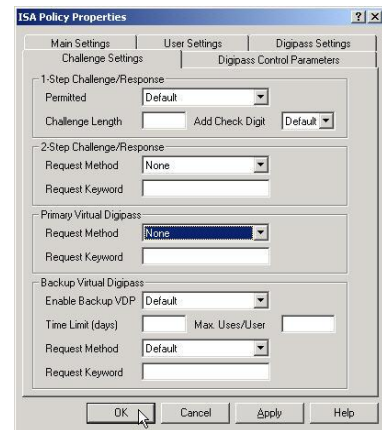 ISA Policy Properties
Main Settings User Settings Digipass Settings
Challenge Settings Digipass Control Parameters
1-Step Challenge/Response
Permitted Default
Challenge Length Add Check Digit Default
2-Step Challenge/Response
Request Method None
Request Keyword
Primary Virtual Digipass
Request Method None
Request Keyword
Backup Virtual Digipass
Enable Backup VDP Default
Time Limit (days) Max. Uses/User
Request Method Default
Request Keyword
OK Cancel Apply Help